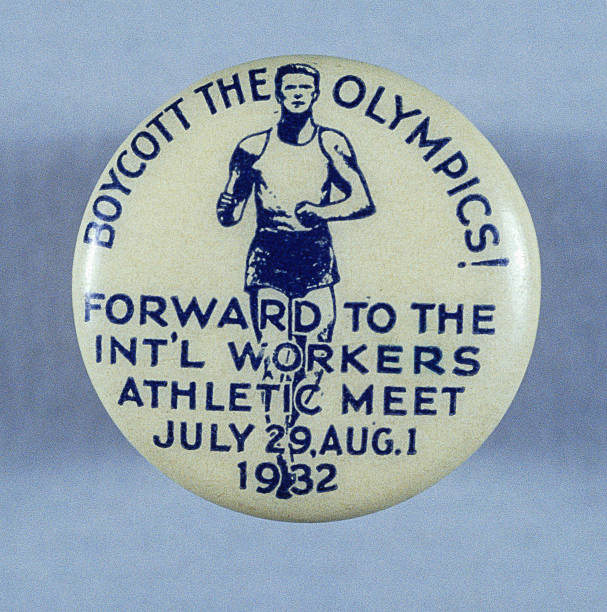 BOYCOTT THE OLYMPICS!
FORWARD TO THE
INT'L WORKERS
ATHLETIC MEET
JULY 29, AUG. 1
1932